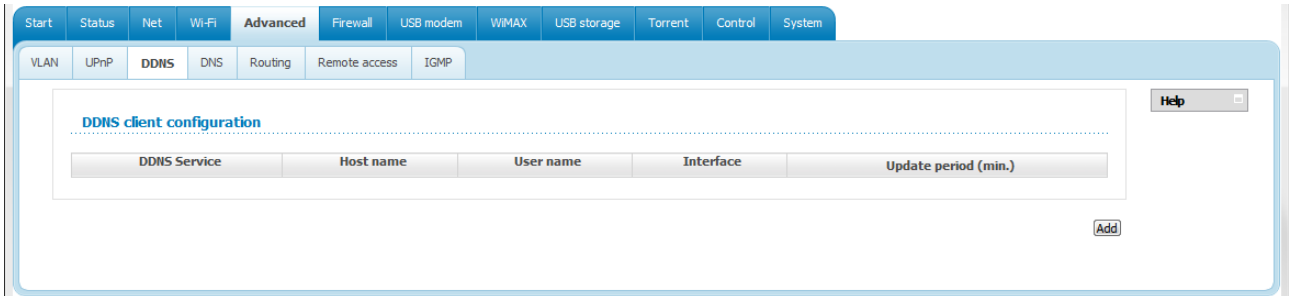 Start Status Net Wi-Fi Advanced Firewall USB modem WiMAX USB storage Torrent Control System
VLAN UPnP DDNS DNS Routing Remote access IGMP
Help
DDNS client configuration
DDNS Service Host name User name Interface Update period (min.)
Add